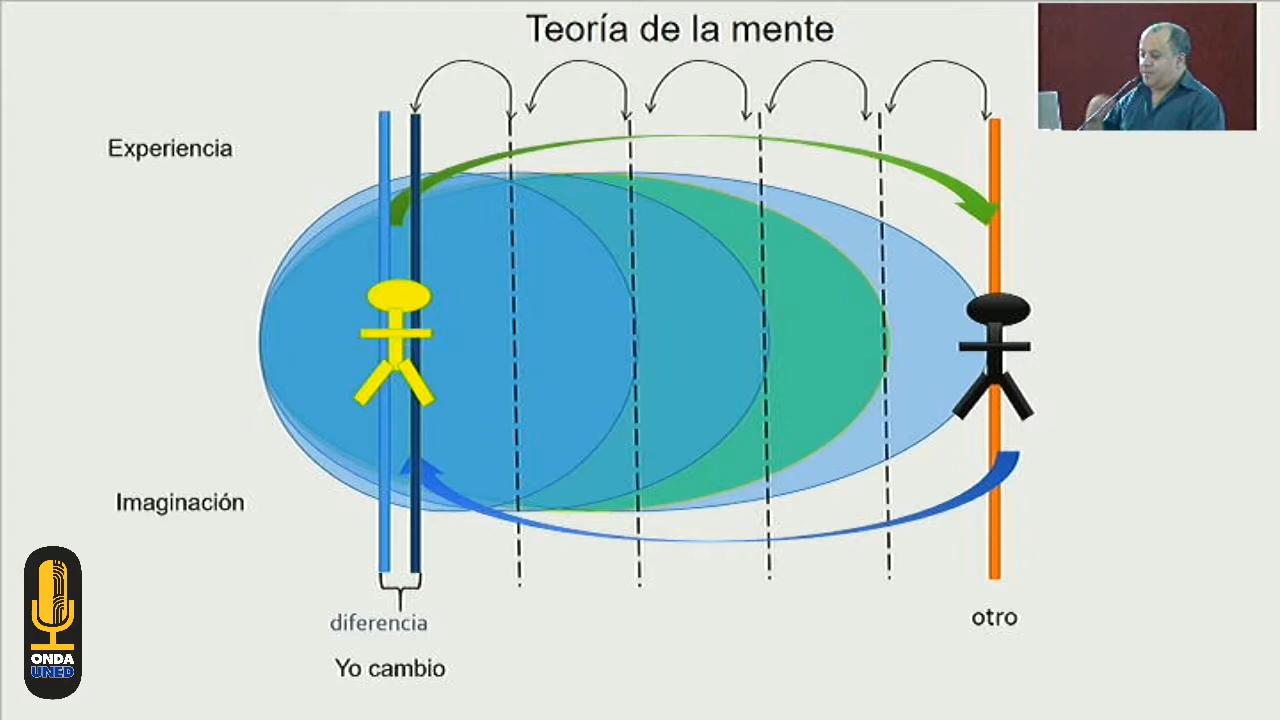 Teoría de la mente
Experiencia
Imaginación
diferencia
Yo cambio
otro
ONDA
UNED